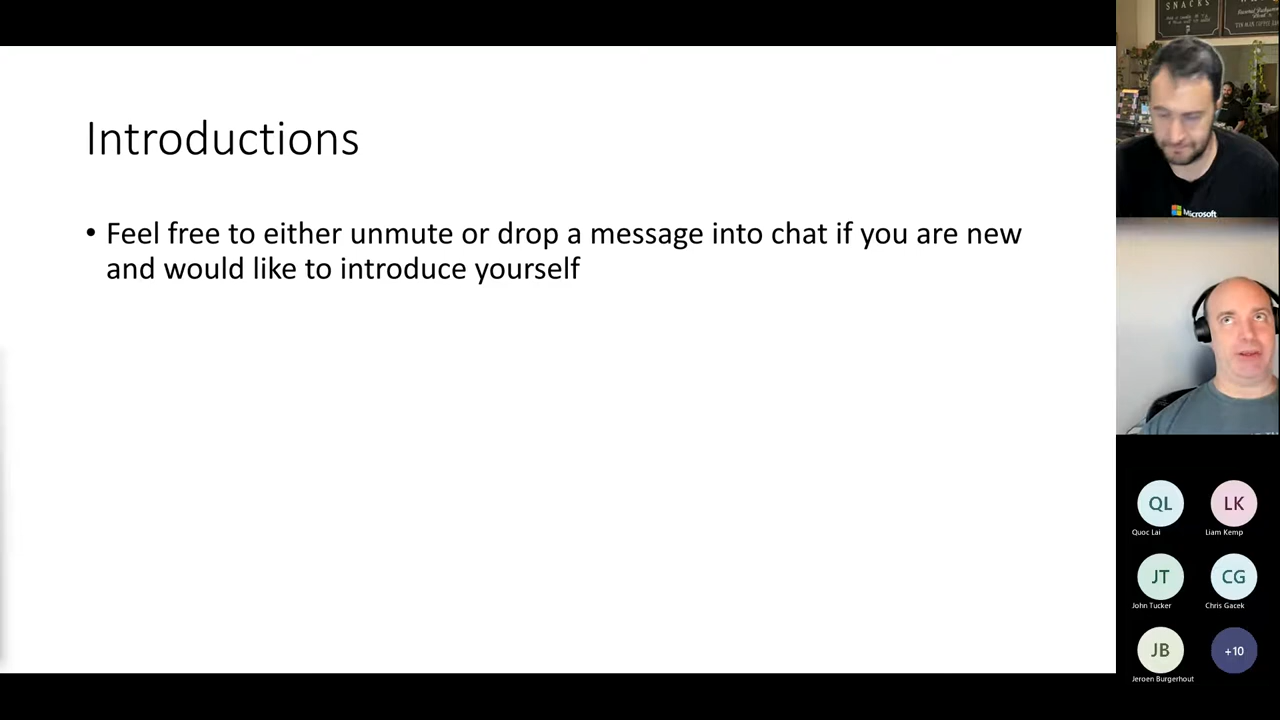 Introductions
• Feel free to either unmute or drop a message into chat if you are new
and would like to introduce yourself
SNACKS
Microsoft
QL
LK
Quoc Lai
Liam Kemp
JT
CG
John Tucker
Chris Gacek
JB
+10
Jeroen Burgerhout